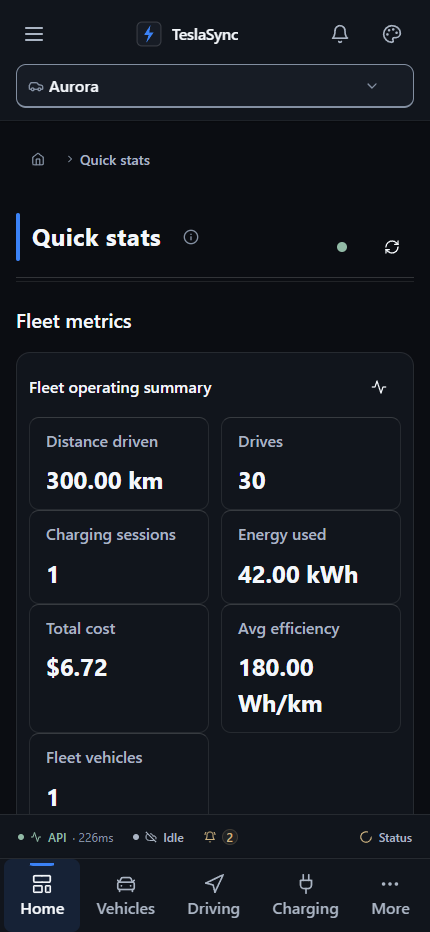 TeslaSync
Aurora
Quick stats
Quick stats
Fleet metrics
Fleet operating summary
Distance driven
300.00 km
Drives
30
Charging sessions
1
Energy used
42.00 kWh
Total cost
$6.72
Avg efficiency
180.00
Wh/km
Fleet vehicles
1
API · 226ms
Idle
2
Status
Home
Vehicles
Driving
Charging
More